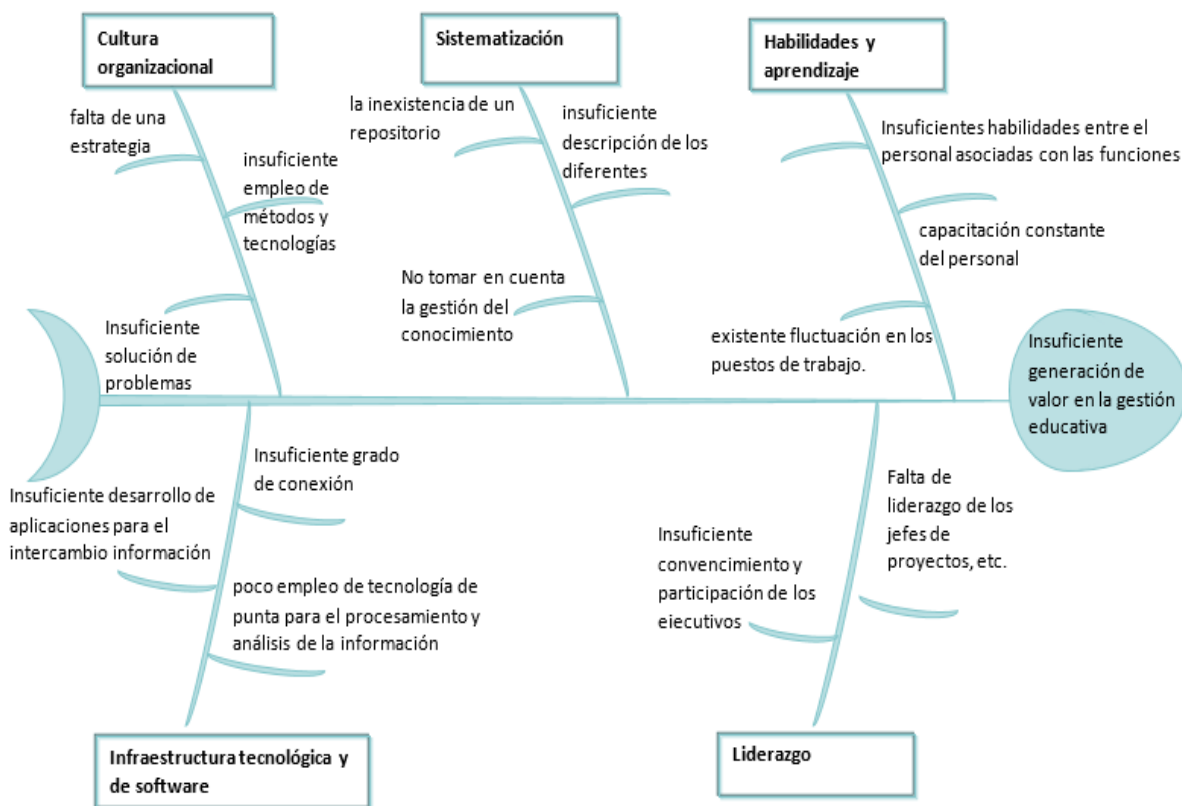 Cultura
organizacional
Sistematización
Habilidades y
aprendizaje
falta de una
estrategia
insuficiente
empleo de
métodos y
tecnologías
Insuficiente
solución de
problemas
la inexistencia de un
repositorio
insuficiente
descripción de los
diferentes
No tomar en cuenta
la gestión del
conocimiento
Insuficientes habilidades entre el
personal asociadas con las funciones
capacitación constante
del personal
existente fluctuación en los
puestos de trabajo.
Insuficiente
generación de
valor en la gestión
educativa
Insuficiente grado
de conexión
Insuficiente desarrollo de
aplicaciones para el
intercambio información
poco empleo de tecnología de
punta para el procesamiento y
análisis de la información
Falta de
liderazgo de los
jefes de
proyectos, etc.
Insuficiente
convencimiento y
participación de los
ejecutivos
Infraestructura tecnológica y
de software
Liderazgo